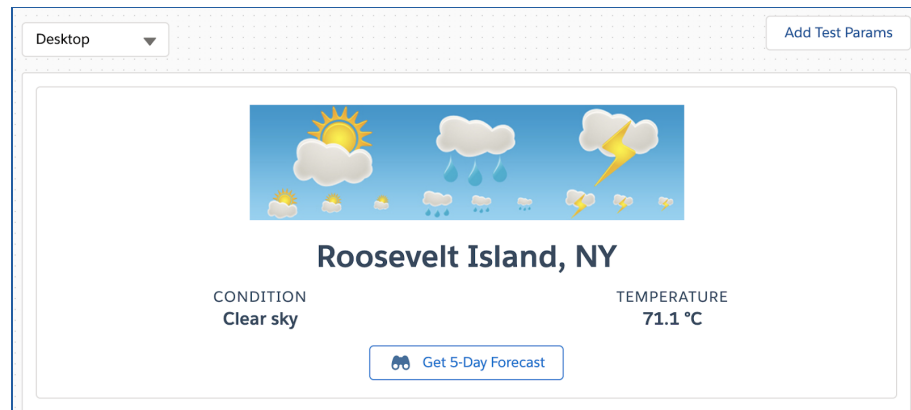 Desktop
Add Test Params
Roosevelt Island, NY
CONDITION
Clear sky
TEMPERATURE
71.1 °C
Get 5-Day Forecast